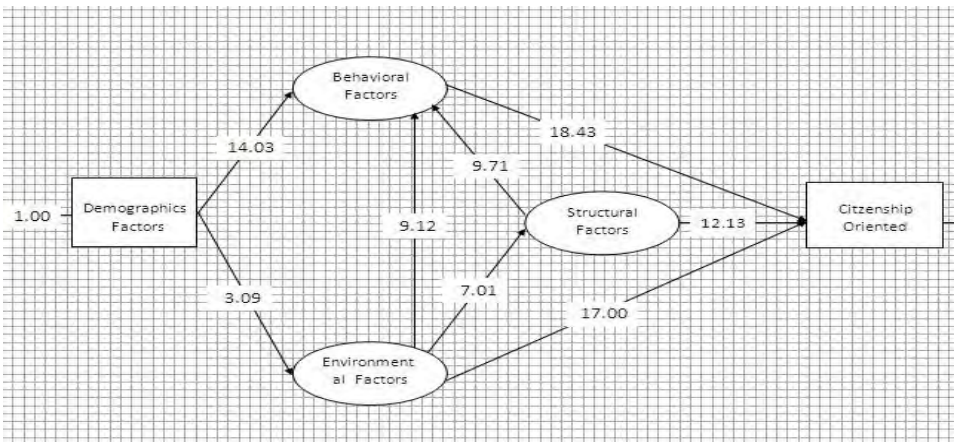 Behavioral
Factors
18.43
14.03
9.71
1.00
Demographics
Factors
9.12
Structural
Factors
12.13
Citzenship
Oriented
3.09
7.01
17.00
Environment
al Factors